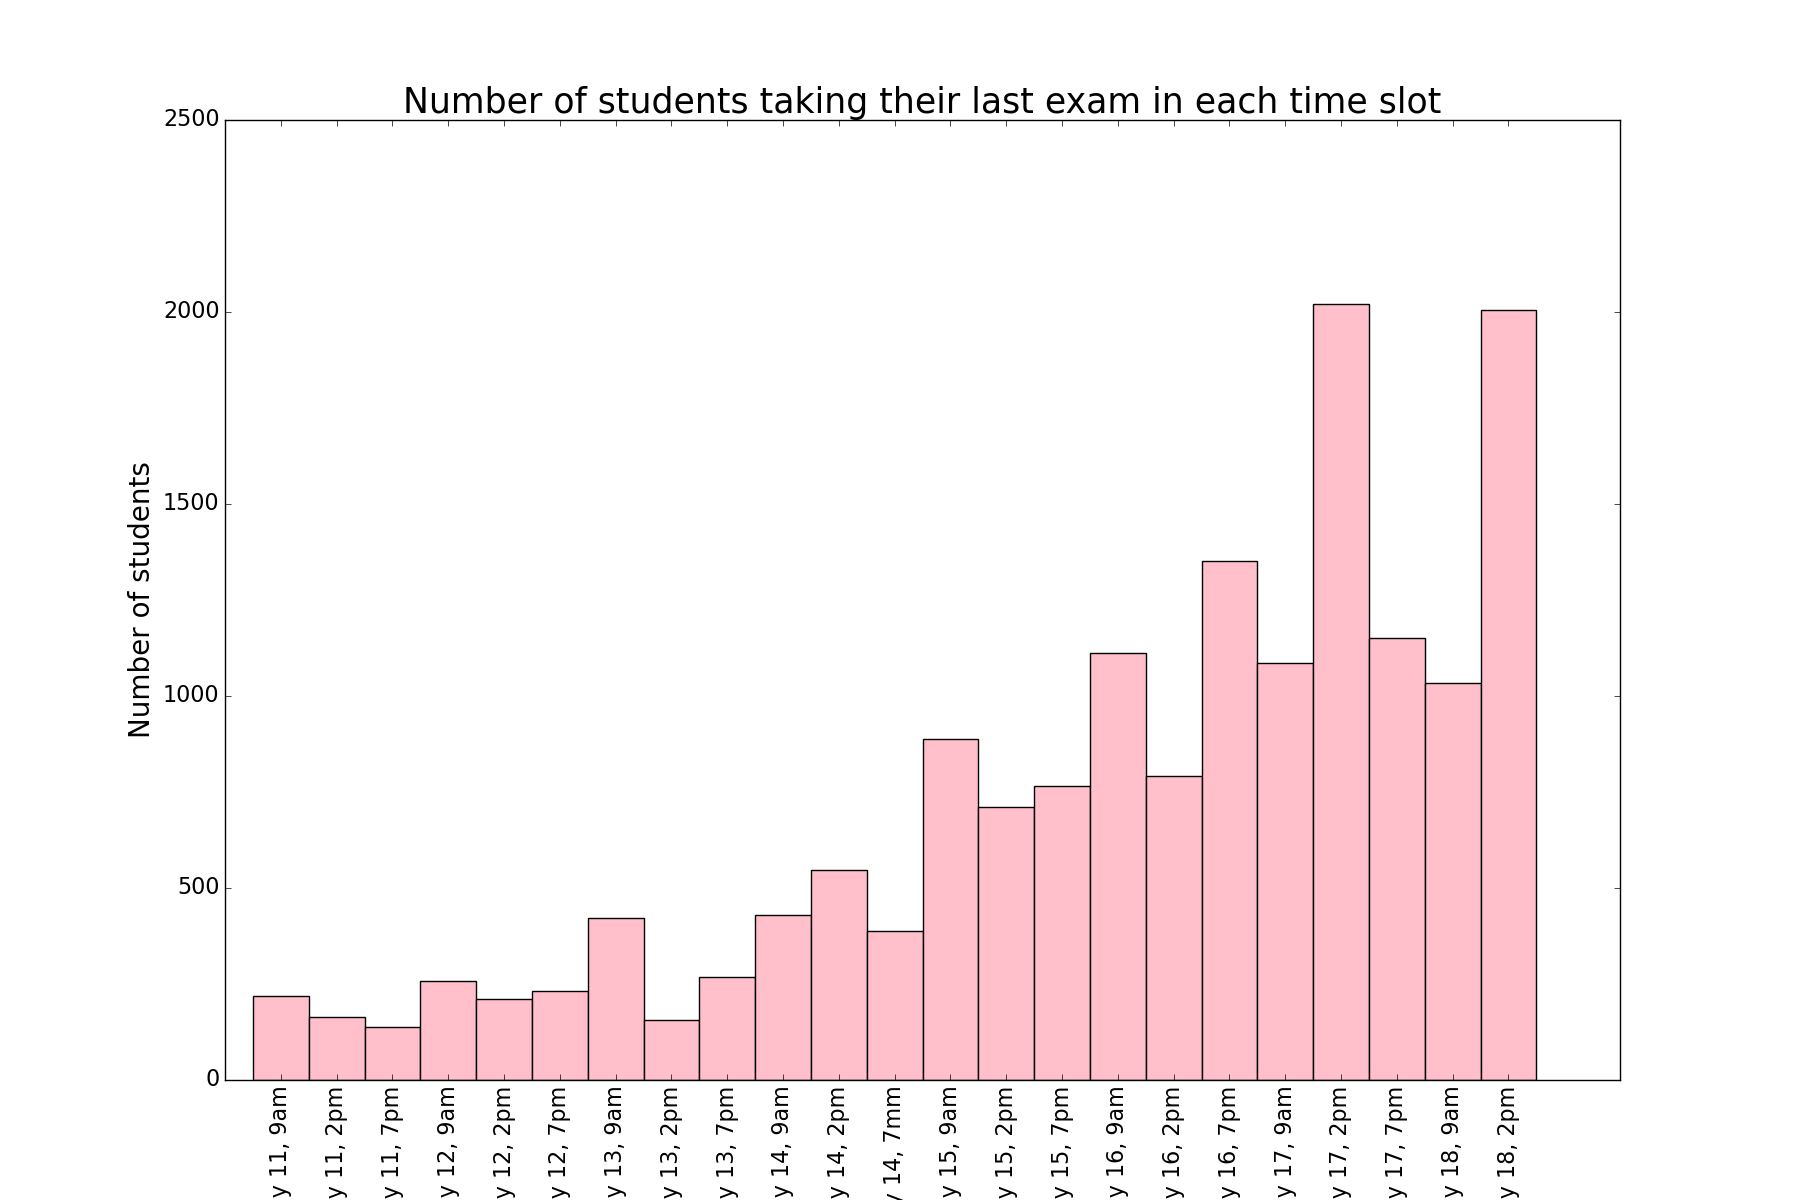 Number of students taking their last exam in each time slot
Number of students
2500
2000
1500
1000
500
0
y 11, 9am
y 11, 2pm
y 11, 7pm
y 12, 9am
y 12, 2pm
y 12, 7pm
y 13, 9am
y 13, 2pm
y 13, 7pm
y 14, 9am
y 14, 2pm
y 14, 7mm
y 15, 9am
y 15, 2pm
y 15, 7pm
y 16, 9am
y 16, 2pm
y 16, 7pm
y 17, 9am
y 17, 2pm
y 17, 7pm
y 18, 9am
y 18, 2pm